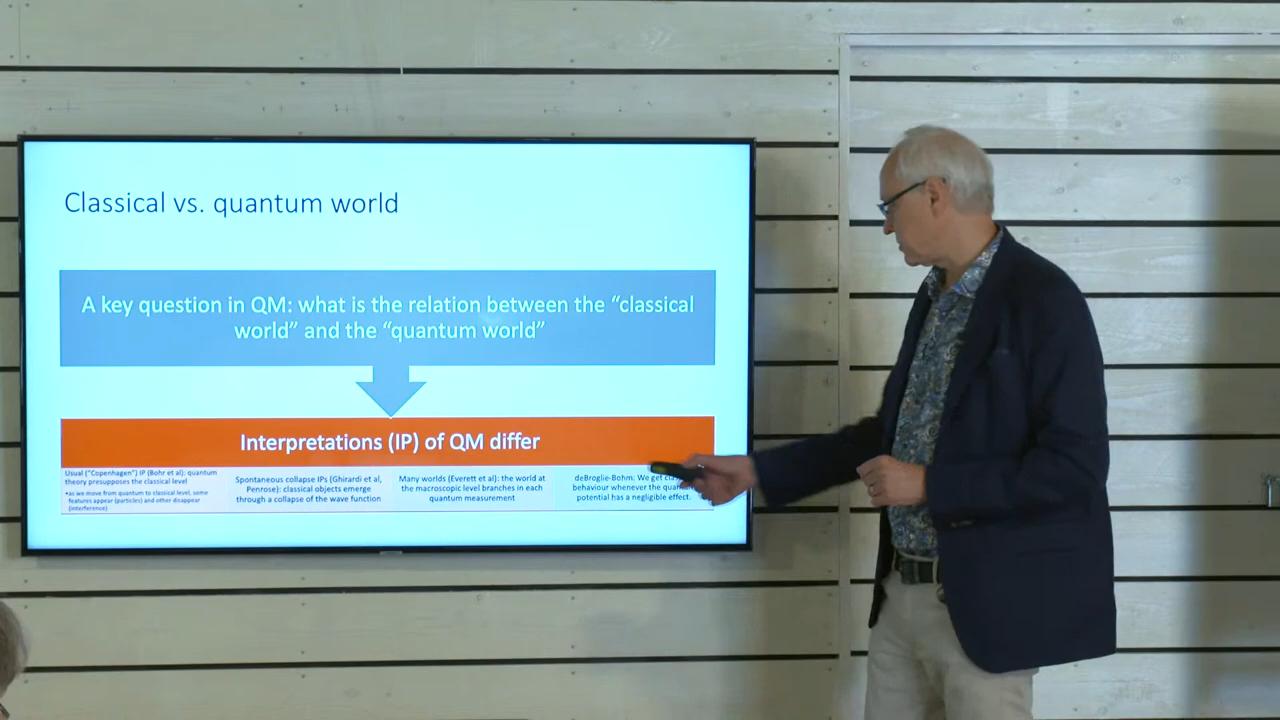 Classical vs. quantum world
A key question in QM: what is the relation between the “classical
world” and the “quantum world”
Interpretations (IP) of QM differ
Usual (“Copenhagen”) IP (Bohr et al): quantum
theory presupposes the classical level
•as we move from quantum to classical level, some
features appear (particles) and other disappear
(interference)
Spontaneous collapse IPs (Ghirardi et al,
Penrose): classical objects emerge
through a collapse of the wave function
Many worlds (Everett et al): the world at
the macroscopic level branches in each
quantum measurement
deBroglie-Bohm: We get
behaviour whenever the
potential has a negligible effect.